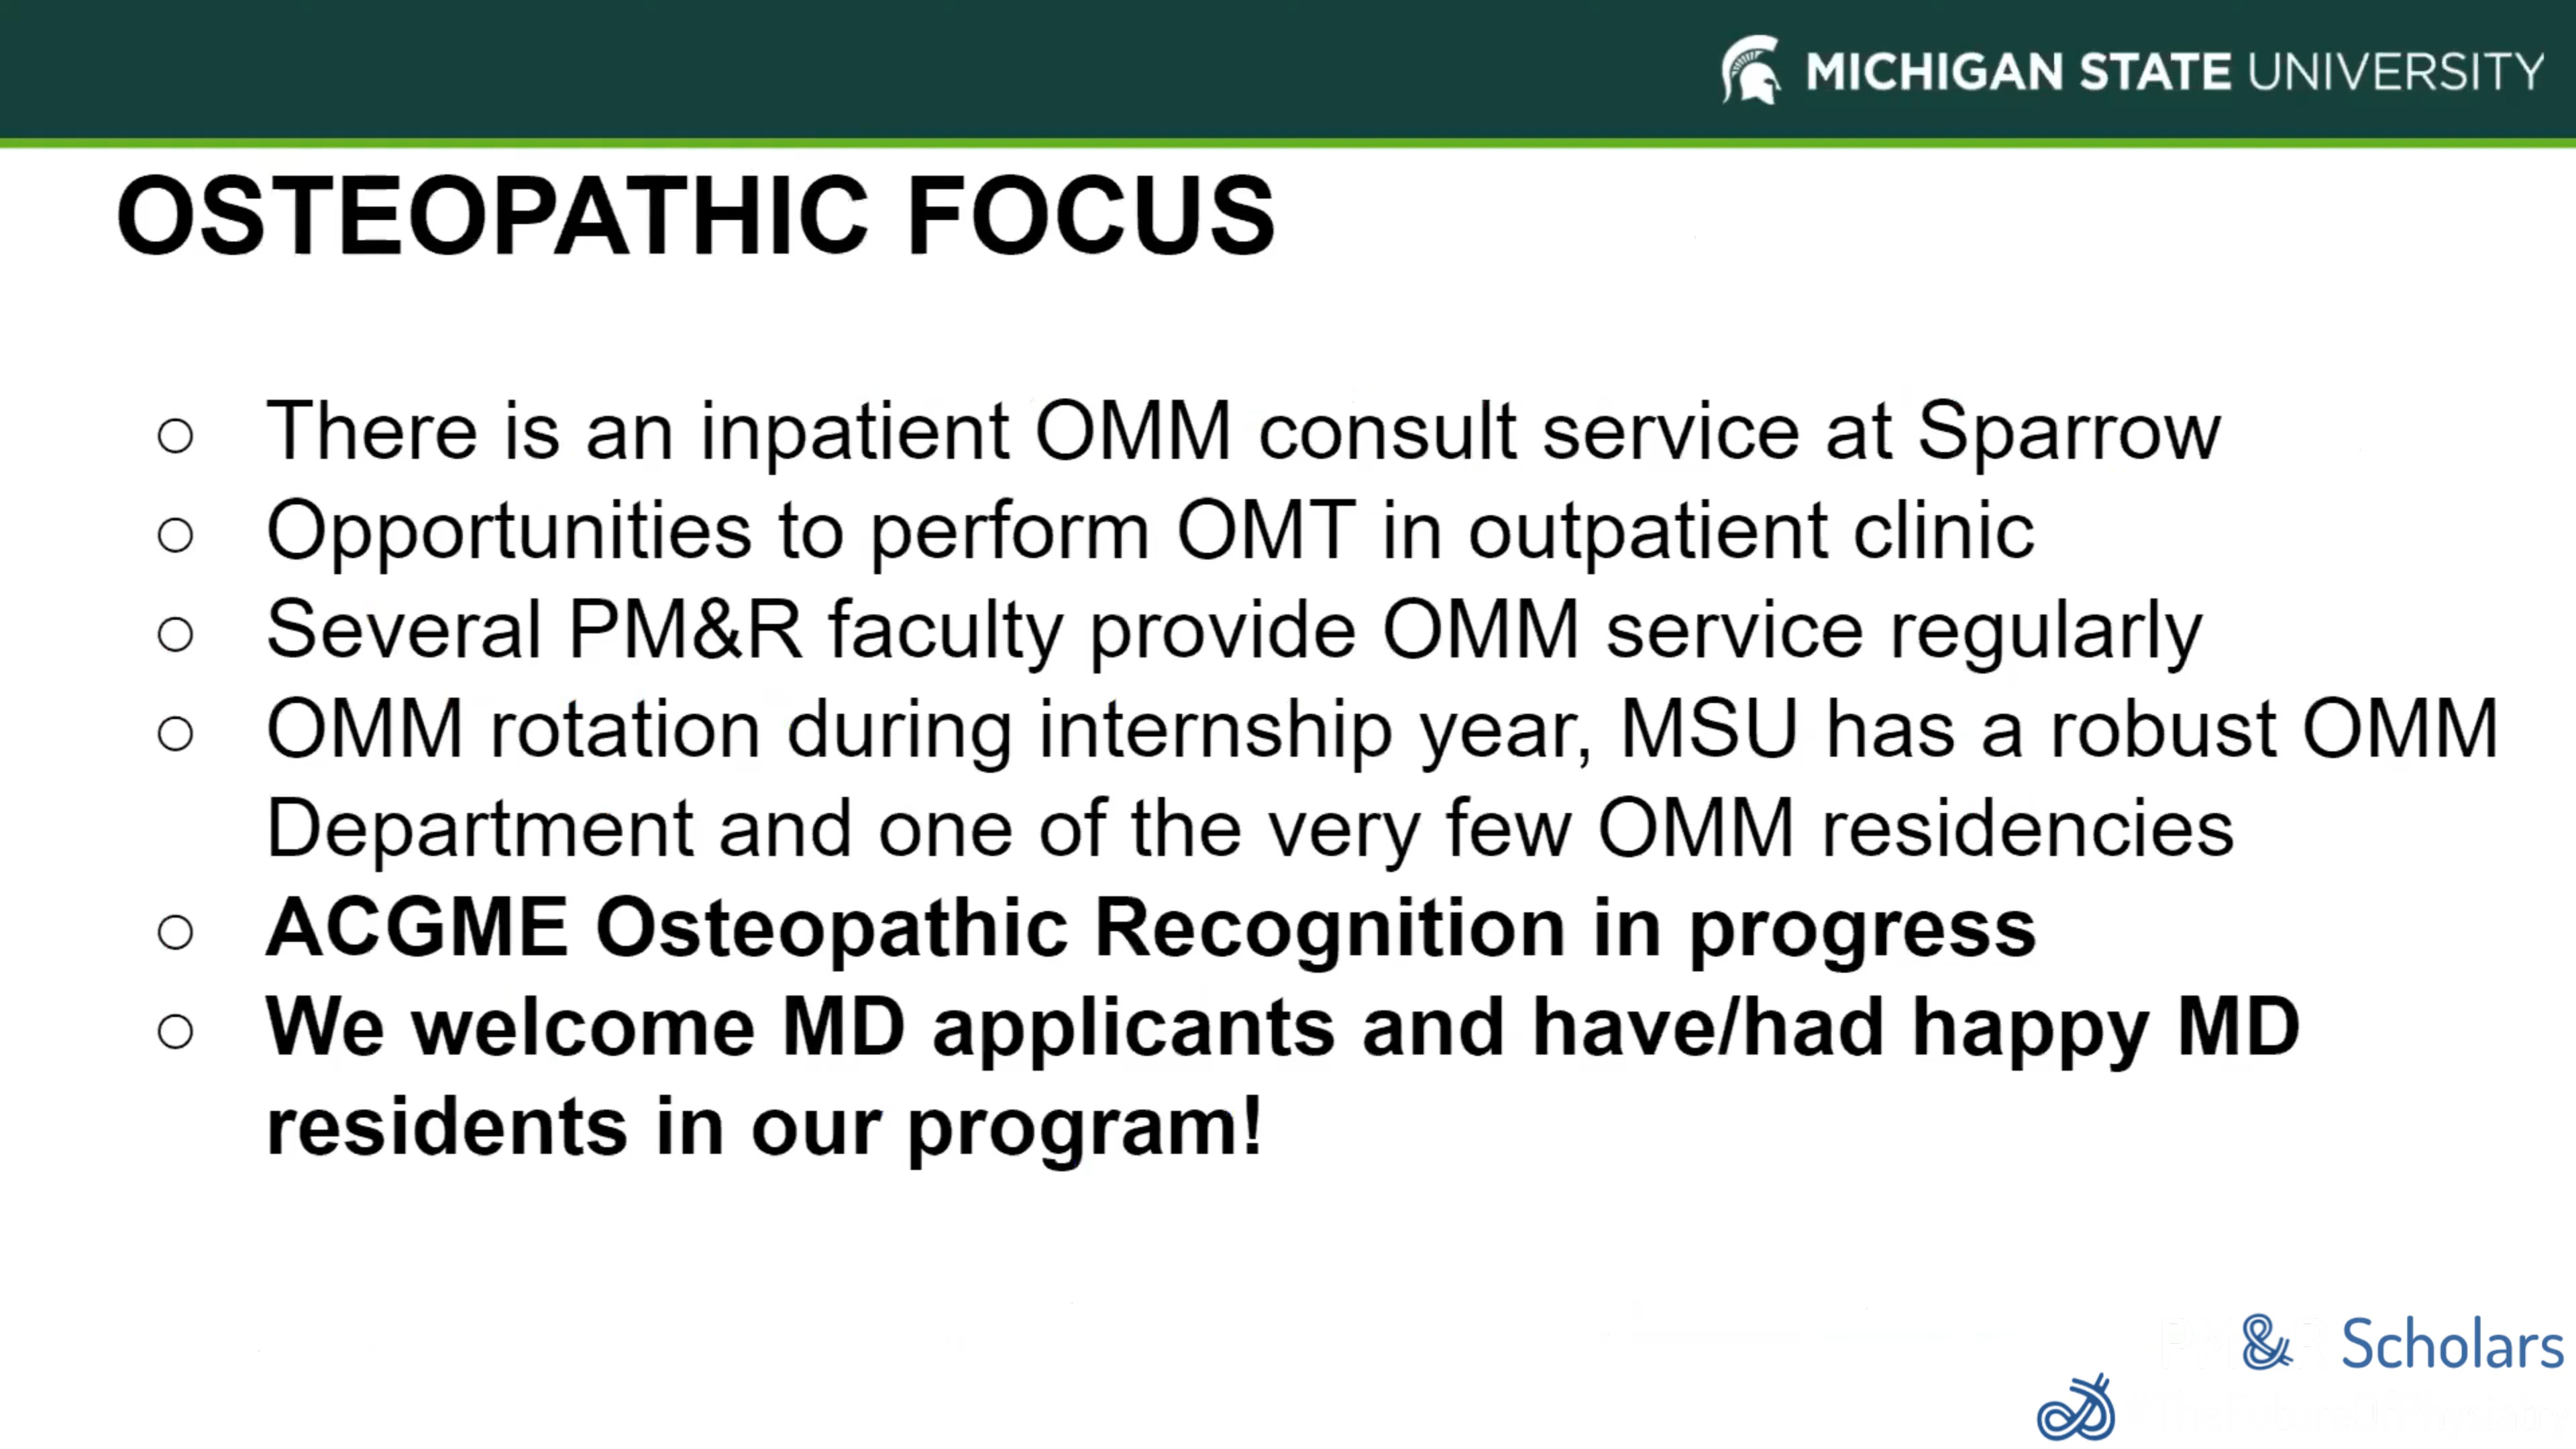 MICHIGAN STATE UNIVERSITY
OSTEOPATHIC FOCUS
○ There is an inpatient OMM consult service at Sparrow
○ Opportunities to perform OMT in outpatient clinic
○ Several PM&R faculty provide OMM service regularly
○ OMM rotation during internship year, MSU has a robust OMM
Department and one of the very few OMM residencies
○ ACGME Osteopathic Recognition in progress
○ We welcome MD applicants and have/had happy MD
residents in our program!
& Scholars